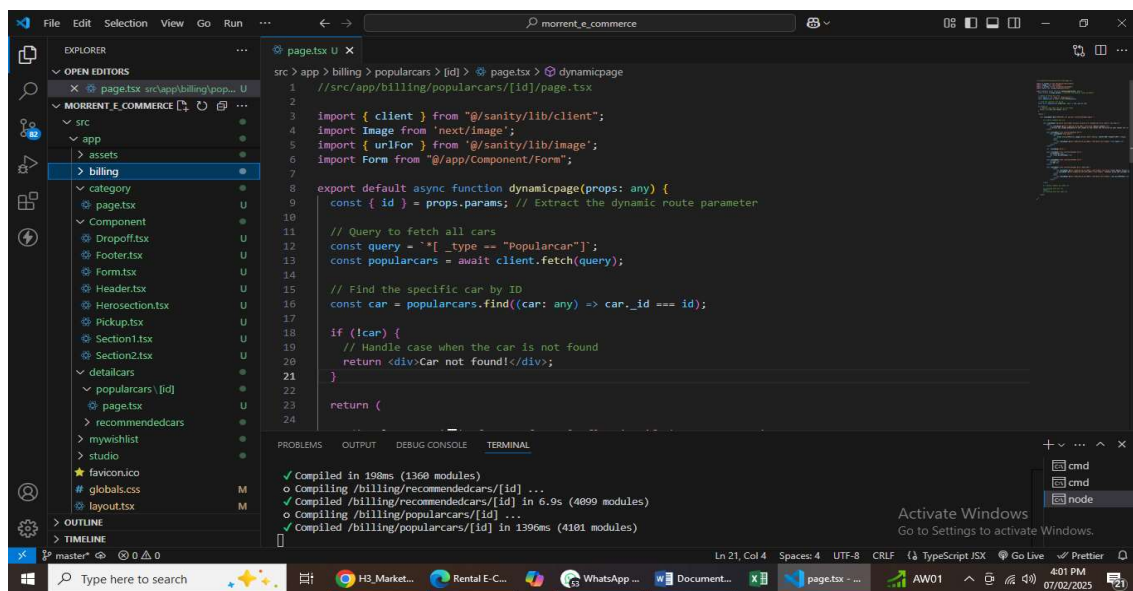 File Edit Selection View Go Run ··· morrent_e_commerce
EXPLORER
OPEN EDITORS
page.tsx src\app\billing\pop... U
MORRENT_E_COMMERCE
src
app
assets
billing
category
page.tsx U
Component
Dropoff.tsx U
Footer.tsx U
Form.tsx U
Header.tsx U
Herosection.tsx U
Pickup.tsx U
Section1.tsx U
Section2.tsx U
detailcars
popularcars\[id]
page.tsx U
recommendedcars
mywishlist
studio
favicon.ico
globals.css M
layout.tsx M
OUTLINE
TIMELINE
82
page.tsx U
src > app > billing > popularcars > [id] > page.tsx > dynamicpage
1 //src/app/billing/popularcars/[id]/page.tsx
2
3 import { client } from "@/sanity/lib/client";
4 import Image from 'next/image';
5 import { urlFor } from '@/sanity/lib/image';
6 import Form from "@/app/Component/Form";
7
8 export default async function dynamicpage(props: any) {
9 const { id } = props.params; // Extract the dynamic route parameter
10
11 // Query to fetch all cars
12 const query = `*[ _type == "Popularcar"]`;
13 const popularcars = await client.fetch(query);
14
15 // Find the specific car by ID
16 const car = popularcars.find((car: any) => car._id === id);
17
18 if (!car) {
19 // Handle case when the car is not found
20 return <div>Car not found!</div>;
21 }
22
23 return (
24
PROBLEMS OUTPUT DEBUG CONSOLE TERMINAL
✓ Compiled in 198ms (1360 modules)
o Compiling /billing/recommendedcars/[id] ...
✓ Compiled /billing/recommendedcars/[id] in 6.9s (4099 modules)
o Compiling /billing/popularcars/[id] ...
✓ Compiled /billing/popularcars/[id] in 1396ms (4101 modules)
cmd
cmd
node
Activate Windows
Go to Settings to activate Windows.
master* 0 0 Ln 21, Col 4 Spaces: 4 UTF-8 CRLF TypeScript JSX Go Live Prettier
Type here to search H3_Market... Rental E-C... WhatsApp ... Document... page.tsx - ... AW01 4:01 PM
07/02/2025
53
21